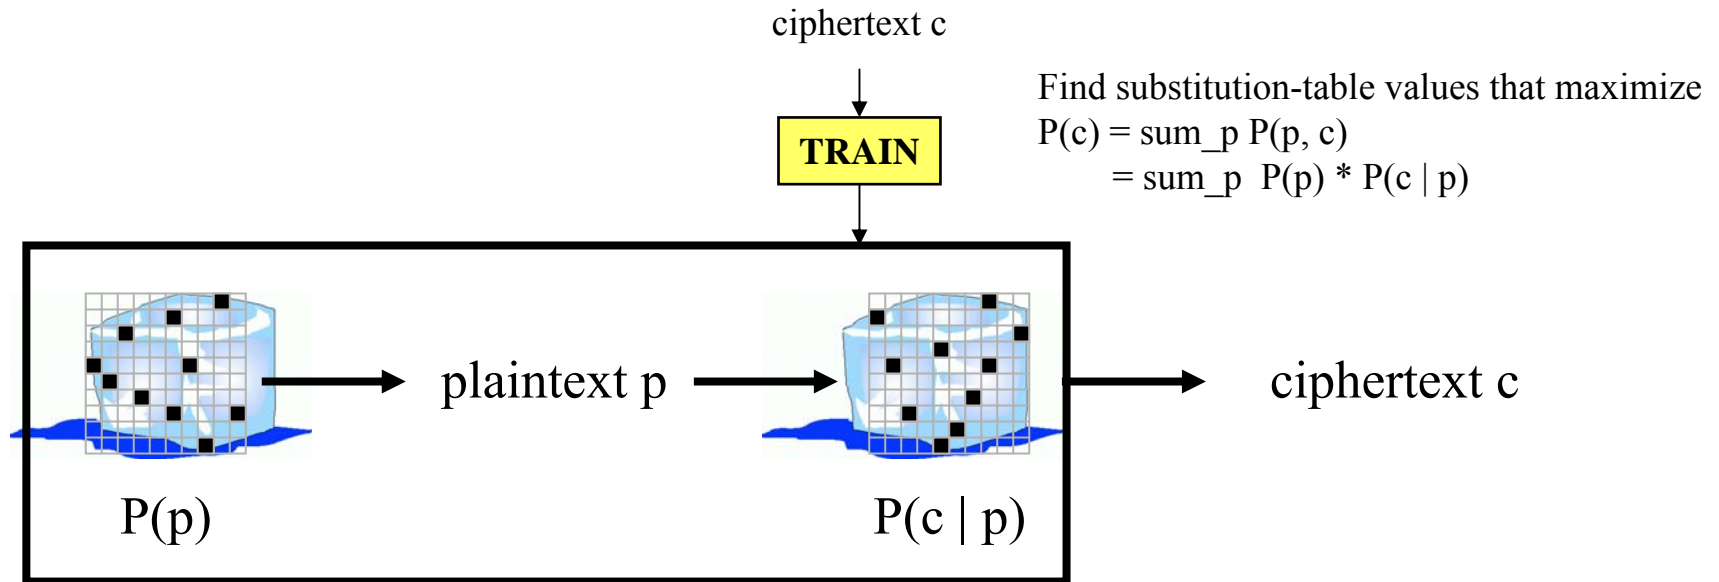 ciphertext c
Find substitution-table values that maximize
P(c) = sum_p P(p, c)
= sum_p P(p) * P(c | p)
TRAIN
plaintext p
ciphertext c
P(p)
P(c | p)